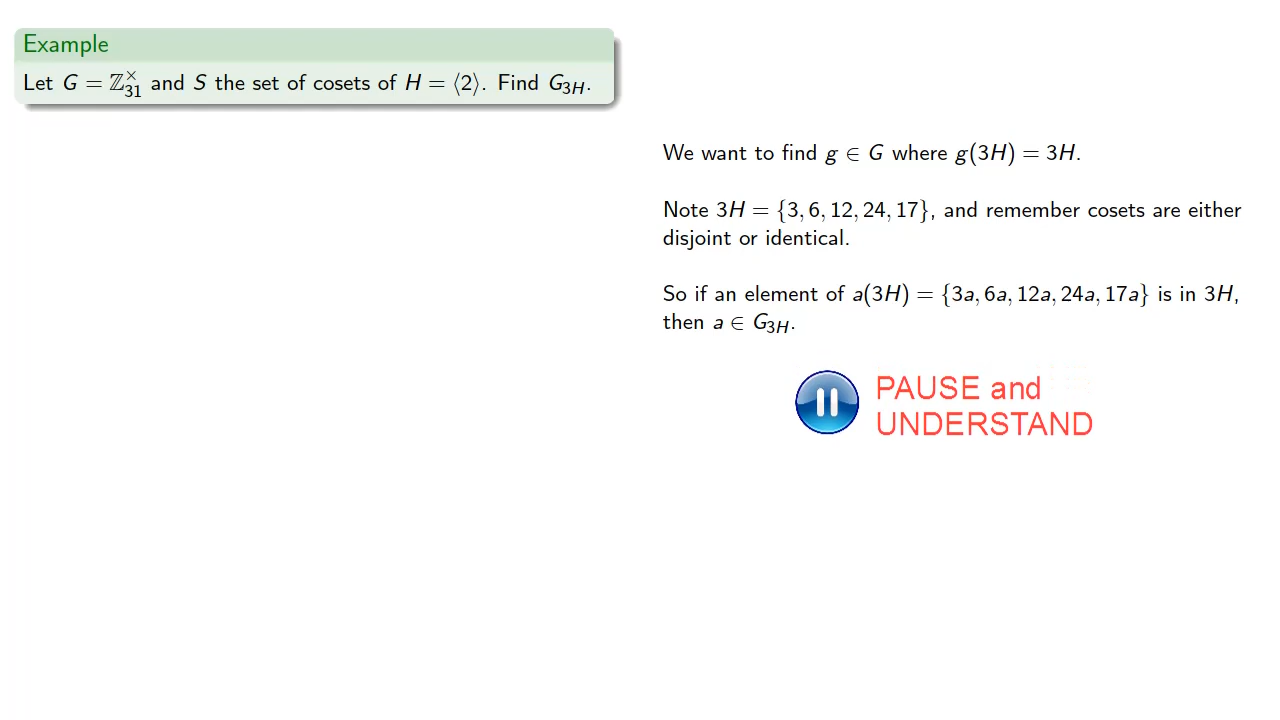 Example
Let G = ℤ₃₁ˣ and S the set of cosets of H = ⟨2⟩. Find G₃H.
We want to find g ∈ G where g(3H) = 3H.
Note 3H = {3, 6, 12, 24, 17}, and remember cosets are either
disjoint or identical.
So if an element of a(3H) = {3a, 6a, 12a, 24a, 17a} is in 3H,
then a ∈ G₃H.
PAUSE and
UNDERSTAND